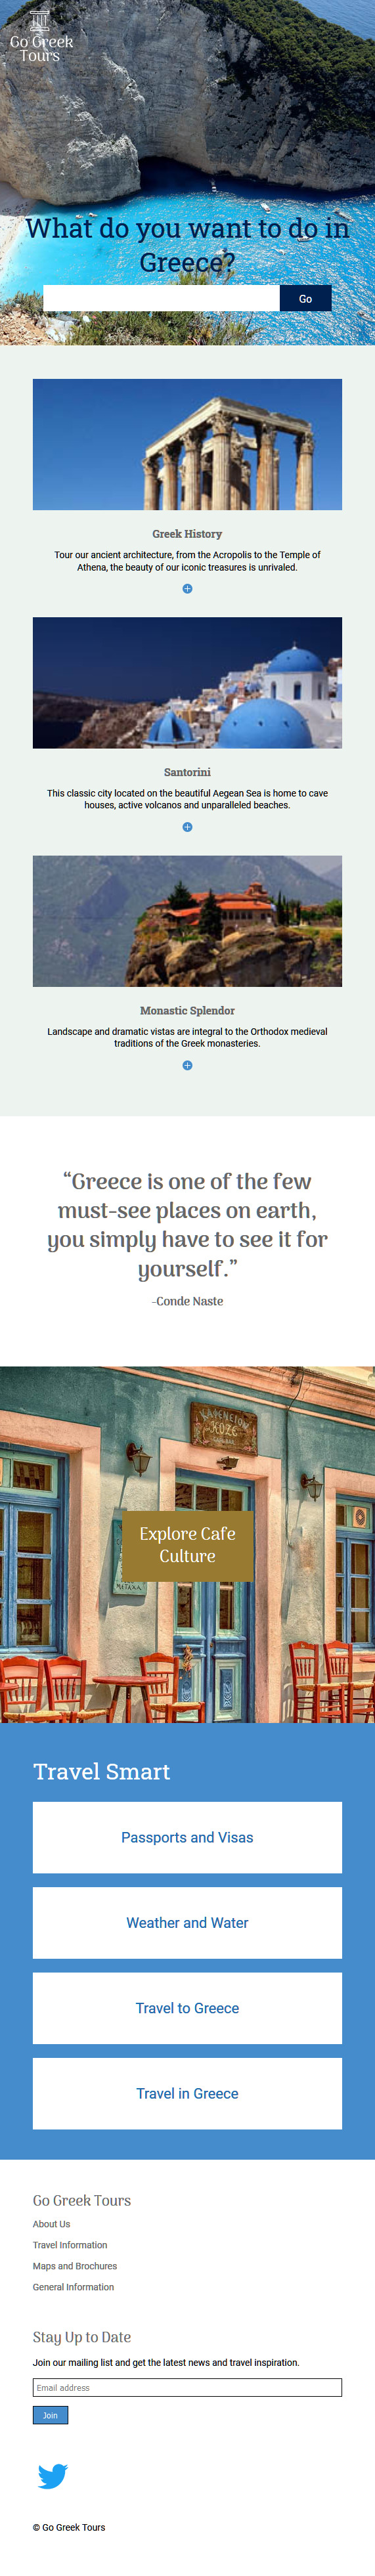 Go Greek
Tours
What do you want to do in
Greece?
Go
Greek History
Tour our ancient architecture, from the Acropolis to the Temple of
Athena, the beauty of our iconic treasures is unrivaled.
Santorini
This classic city located on the beautiful Aegean Sea is home to cave
houses, active volcanos and unparalleled beaches.
Monastic Splendor
Landscape and dramatic vistas are integral to the Orthodox medieval
traditions of the Greek monasteries.
“Greece is one of the few
must-see places on earth,
you simply have to see it for
yourself.”
-Conde Naste
ΚΟΖΕ
Explore Cafe
Culture
METAXA
Travel Smart
Passports and Visas
Weather and Water
Travel to Greece
Travel in Greece
Go Greek Tours
About Us
Travel Information
Maps and Brochures
General Information
Stay Up to Date
Join our mailing list and get the latest news and travel inspiration.
Email address
Join
© Go Greek Tours